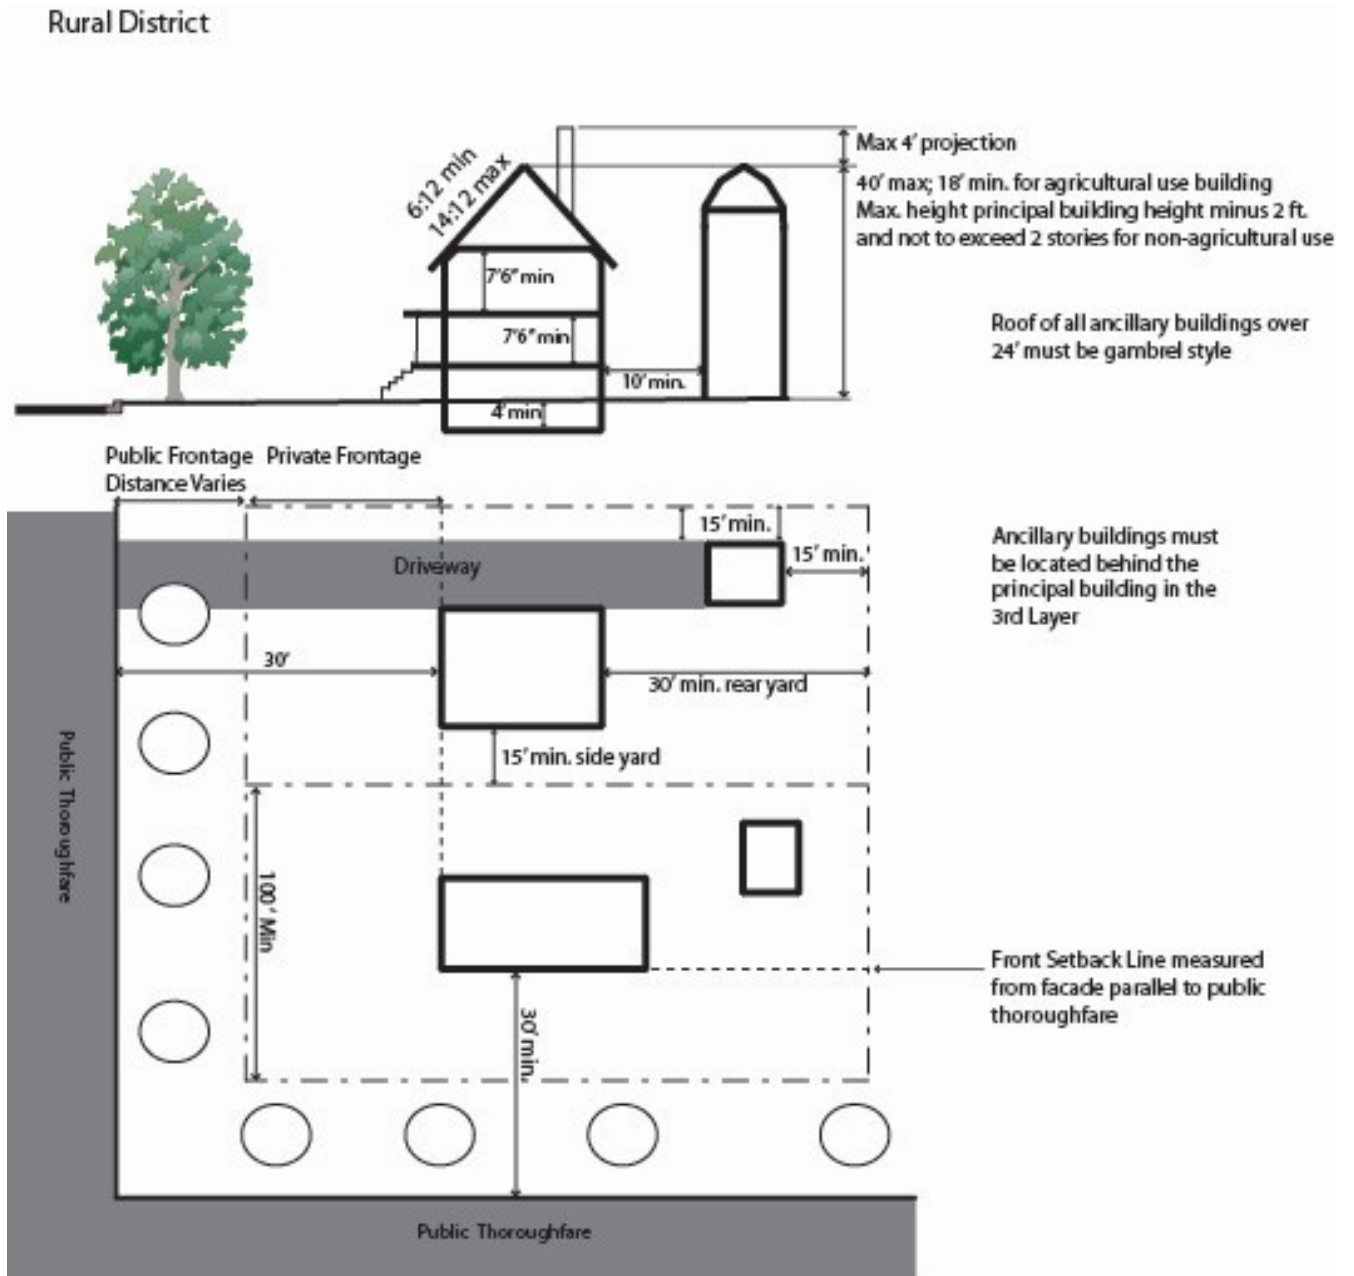 Rural District
Max 4' projection
6:12 min
14:12 max
40' max; 18' min. for agricultural use building
Max. height principal building height minus 2 ft.
and not to exceed 2 stories for non-agricultural use
7'6" min
7'6" min
Roof of all ancillary buildings over
24' must be gambrel style
10' min.
4' min
Public Frontage
Distance Varies
Private Frontage
15' min.
15' min.
Driveway
Ancillary buildings must
be located behind the
principal building in the
3rd Layer
30'
30' min. rear yard
15' min. side yard
Public Thoroughfare
100' Min
Front Setback Line measured
from facade parallel to public
thoroughfare
30' min.
Public Thoroughfare